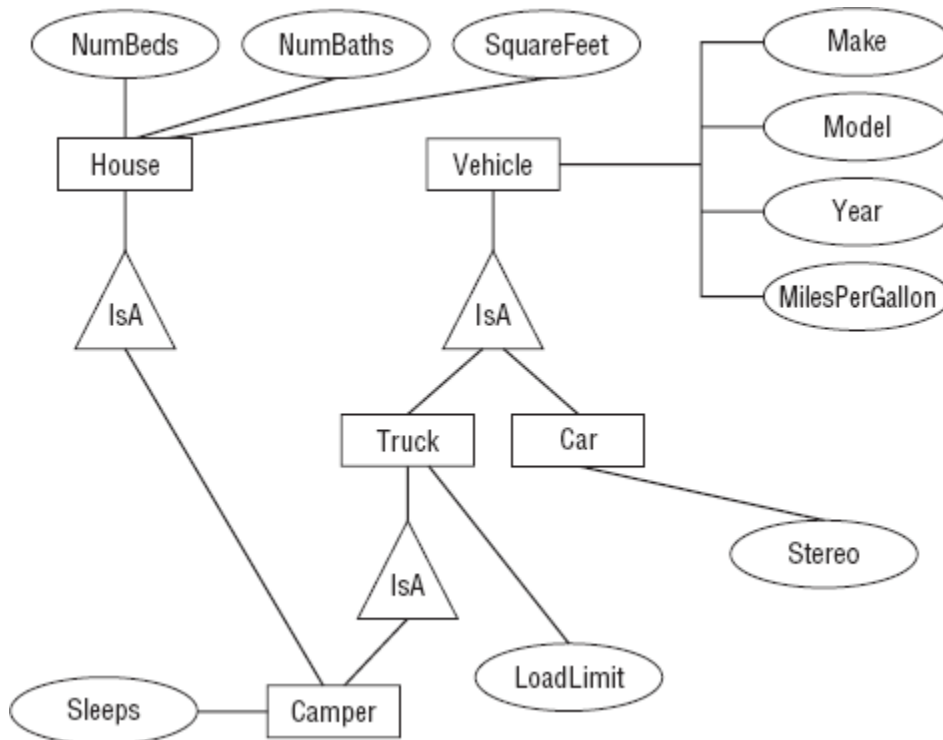 NumBeds
NumBaths
SquareFeet
Make
Model
House
Vehicle
Year
MilesPerGallon
IsA
IsA
Truck
Car
Stereo
IsA
LoadLimit
Sleeps
Camper